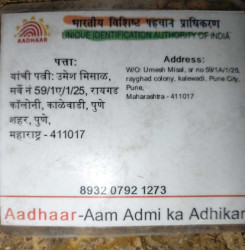 भारतीय विशिष्ट पहचान प्राधिकरण
UNIQUE IDENTIFICATION AUTHORITY OF INDIA
AADHAAR
पत्ता:
यांची पत्नी: उमेश मिसाळ,
सर्वे नं 59/1ए/1/25, रायगड
कॉलोनी, काळेवाडी, पुणे
शहर, पुणे,
महाराष्ट्र - 411017
Address:
W/O: Umesh Misal, sr no 59/1A/1/25,
rayghad colony, kalewadi, Pune City,
Pune,
Maharashtra - 411017
8932 0792 1273
Aadhaar-Aam Admi ka Adhikar